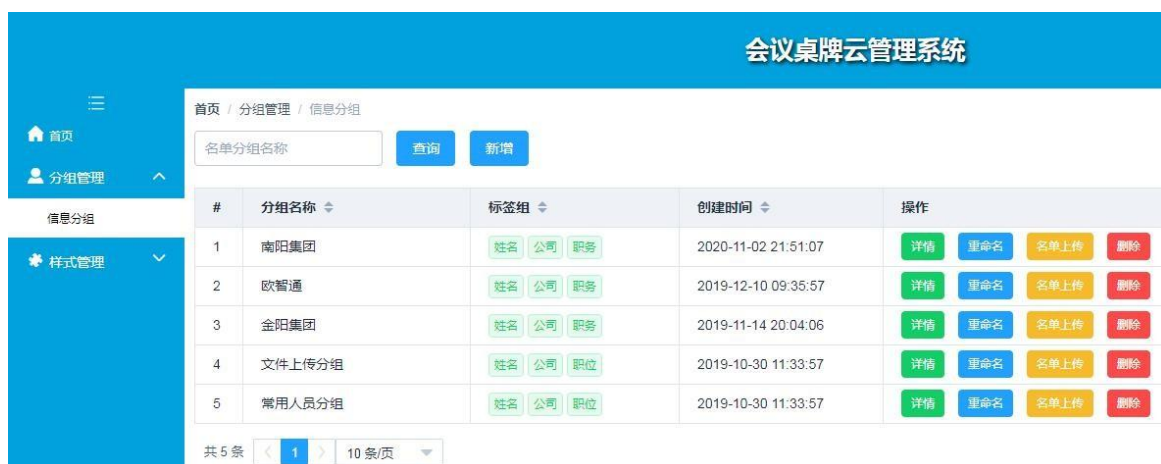 会议桌牌云管理系统
首页
分组管理
信息分组
样式管理
首页 / 分组管理 / 信息分组
名单分组名称 查询 新增
# 分组名称 标签组 创建时间 操作
1 南阳集团 姓名 公司 职务 2020-11-02 21:51:07 详情 重命名 名单上传 删除
2 欧智通 姓名 公司 职务 2019-12-10 09:35:57 详情 重命名 名单上传 删除
3 金阳集团 姓名 公司 职务 2019-11-14 20:04:06 详情 重命名 名单上传 删除
4 文件上传分组 姓名 公司 职位 2019-10-30 11:33:57 详情 重命名 名单上传 删除
5 常用人员分组 姓名 公司 职位 2019-10-30 11:33:57 详情 重命名 名单上传 删除
共 5 条 1 10 条/页